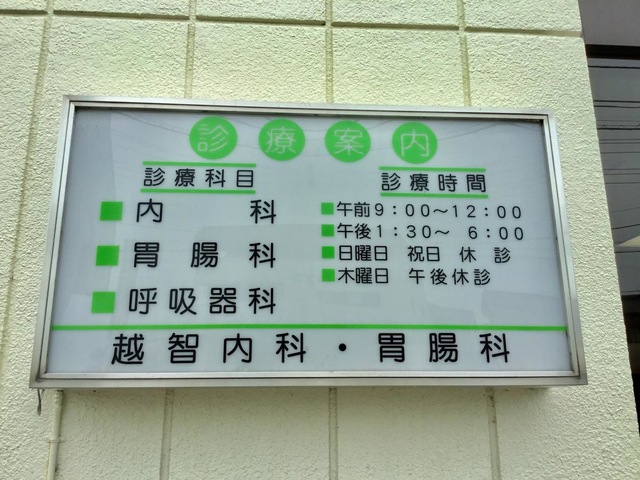 診療案内
診療科目
内科
胃腸科
呼吸器科
診療時間
午前9:00～12:00
午後1:30～ 6:00
日曜日 祝日 休 診
木曜日 午後休診
越智内科・胃腸科